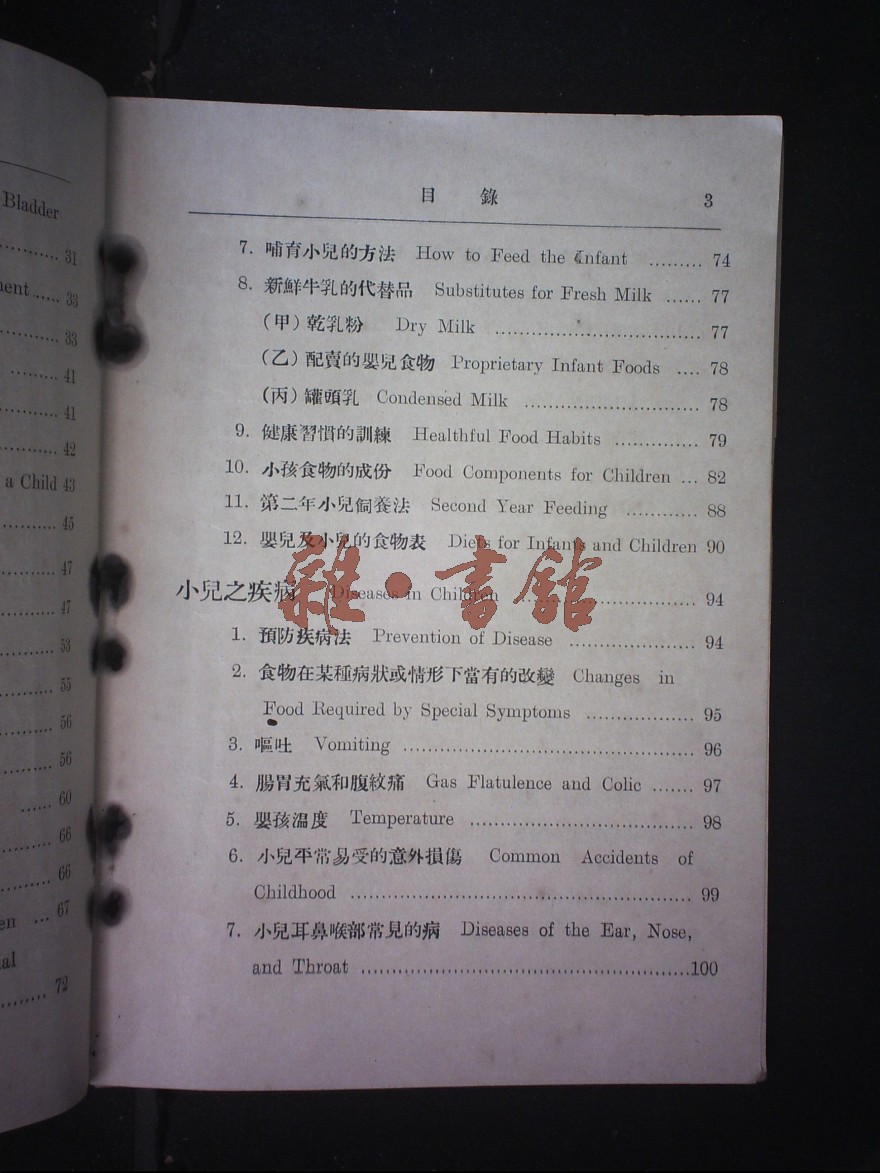 Bladder
31
ment ...... 33
33
41
41
42
a Child 43
45
47
47
53
55
56
56
60
66
66
en ... 67
72
目 錄 3
7. 哺育小兒的方法 How to Feed the Infant ......... 74
8. 新鮮牛乳的代替品 Substitutes for Fresh Milk ...... 77
(甲) 乾乳粉 Dry Milk ................................. 77
(乙) 配賣的嬰兒食物 Proprietary Infant Foods .... 78
(丙) 罐頭乳 Condensed Milk ............................ 78
9. 健康習慣的訓練 Healthful Food Habits .............. 79
10. 小孩食物的成份 Food Components for Children ... 82
11. 第二年小兒飼養法 Second Year Feeding ............ 88
12. 嬰兒及小兒的食物表 Diets for Infants and Children 90
小兒之疾病 Diseases in Children ............................ 94
1. 預防疾病法 Prevention of Disease .................... 94
2. 食物在某種病狀或情形下當有的改變 Changes in
Food Required by Special Symptoms ................. 95
3. 嘔吐 Vomiting ............................................... 96
4. 腸胃充氣和腹紋痛 Gas Flatulence and Colic ....... 97
5. 嬰孩溫度 Temperature .................................... 98
6. 小兒平常易受的意外損傷 Common Accidents of
Childhood ....................................................... 99
7. 小兒耳鼻喉部常見的病 Diseases of the Ear, Nose,
and Throat .....................................................100
雜·書館